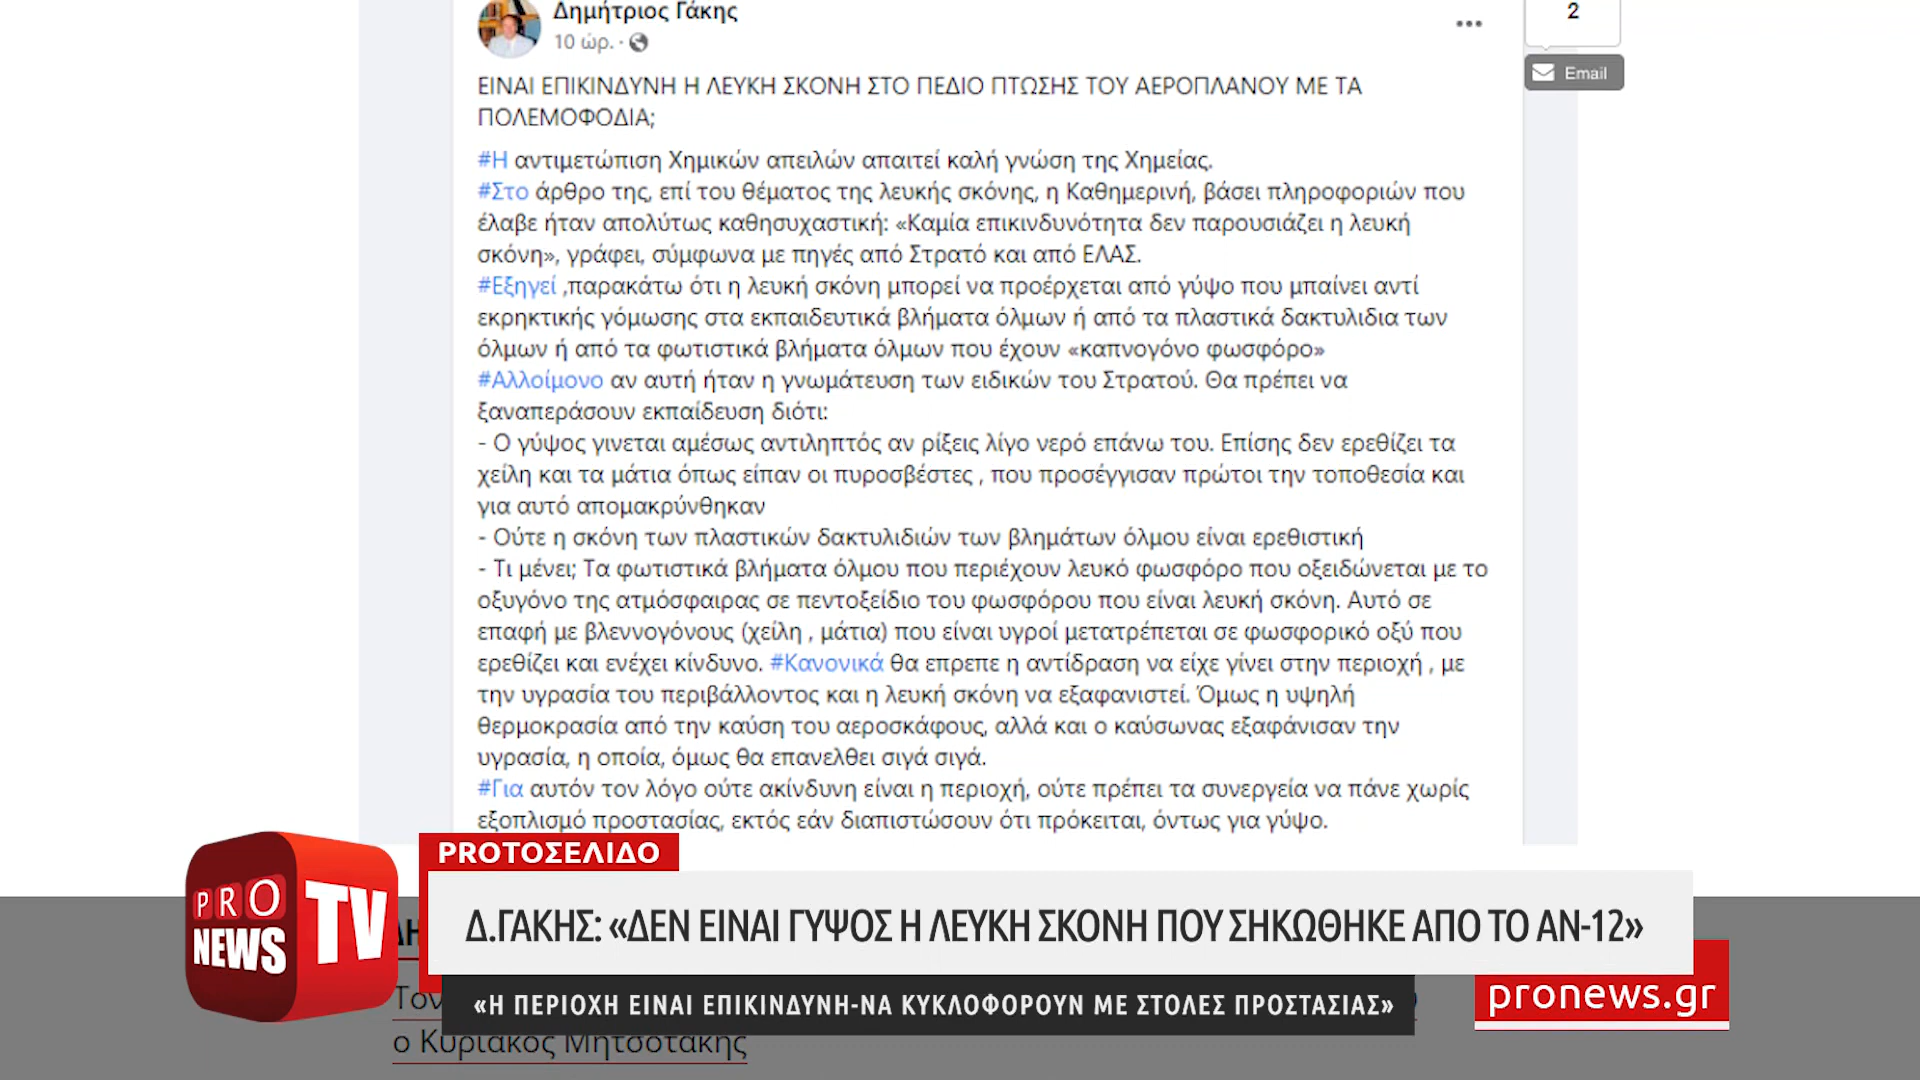 Δημήτριος Γάκης
2
10 ώρ. ·
Email
ΕΙΝΑΙ ΕΠΙΚΙΝΔΥΝΗ Η ΛΕΥΚΗ ΣΚΟΝΗ ΣΤΟ ΠΕΔΙΟ ΠΤΩΣΗΣ ΤΟΥ ΑΕΡΟΠΛΑΝΟΥ ΜΕ ΤΑ
ΠΟΛΕΜΟΦΟΔΙΑ;
#Η αντιμετώπιση Χημικών απειλών απαιτεί καλή γνώση της Χημείας.
#Στο άρθρο της, επί του θέματος της λευκής σκόνης, η Καθημερινή, βάσει πληροφοριών που
έλαβε ήταν απολύτως καθησυχαστική: «Καμία επικινδυνότητα δεν παρουσιάζει η λευκή
σκόνη», γράφει, σύμφωνα με πηγές από Στρατό και από ΕΛΑΣ.
#Εξηγεί ,παρακάτω ότι η λευκή σκόνη μπορεί να προέρχεται από γύψο που μπαίνει αντί
εκρηκτικής γόμωσης στα εκπαιδευτικά βλήματα όλμων ή από τα πλαστικά δακτυλιδια των
όλμων ή από τα φωτιστικά βλήματα όλμων που έχουν «καπνογόνο φωσφόρο»
#Αλλοίμονο αν αυτή ήταν η γνωμάτευση των ειδικών του Στρατού. Θα πρέπει να
ξαναπεράσουν εκπαίδευση διότι:
- Ο γύψος γινεται αμέσως αντιληπτός αν ρίξεις λίγο νερό επάνω του. Επίσης δεν ερεθίζει τα
χείλη και τα μάτια όπως είπαν οι πυροσβέστες , που προσέγγισαν πρώτοι την τοποθεσία και
για αυτό απομακρύνθηκαν
- Ούτε η σκόνη των πλαστικών δακτυλιδιών των βλημάτων όλμου είναι ερεθιστική
- Τι μένει; Τα φωτιστικά βλήματα όλμου που περιέχουν λευκό φωσφόρο που οξειδώνεται με το
οξυγόνο της ατμόσφαιρας σε πεντοξείδιο του φωσφόρου που είναι λευκή σκόνη. Αυτό σε
επαφή με βλεννογόνους (χείλη , μάτια) που είναι υγροί μετατρέπεται σε φωσφορικό οξύ που
ερεθίζει και ενέχει κίνδυνο. #Κανονικά θα επρεπε η αντίδραση να είχε γίνει στην περιοχή , με
την υγρασία του περιβάλλοντος και η λευκή σκόνη να εξαφανιστεί. Όμως η υψηλή
θερμοκρασία από την καύση του αεροσκάφους, αλλά και ο καύσωνας εξαφάνισαν την
υγρασία, η οποία, όμως θα επανελθει σιγά σιγά.
#Για αυτόν τον λόγο ούτε ακίνδυνη είναι η περιοχή, ούτε πρέπει τα συνεργεία να πάνε χωρίς
εξοπλισμό προστασίας, εκτός εάν διαπιστώσουν ότι πρόκειται, όντως για γύψο.
PROΤΟΣΕΛΙΔΟ
PRO
NEWS
TV
Δ.ΓΑΚΗΣ: «ΔΕΝ ΕΙΝΑΙ ΓΥΨΟΣ Η ΛΕΥΚΗ ΣΚΟΝΗ ΠΟΥ ΣΗΚΩΘΗΚΕ ΑΠΟ ΤΟ AN-12»
«Η ΠΕΡΙΟΧΗ ΕΙΝΑΙ ΕΠΙΚΙΝΔΥΝΗ-ΝΑ ΚΥΚΛΟΦΟΡΟΥΝ ΜΕ ΣΤΟΛΕΣ ΠΡΟΣΤΑΣΙΑΣ»
pronews.gr
ο Κυριάκος Μητσοτάκης